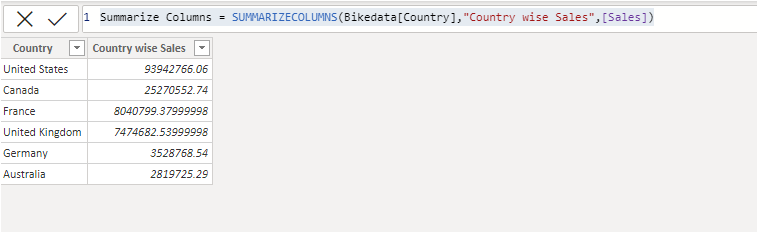 1 Summarize Columns = SUMMARIZECOLUMNS(Bikedata[Country],"Country wise Sales",[Sales])
Country Country wise Sales
United States 93942766.06
Canada 25270552.74
France 8040799.37999998
United Kingdom 7474682.53999998
Germany 3528768.54
Australia 2819725.29